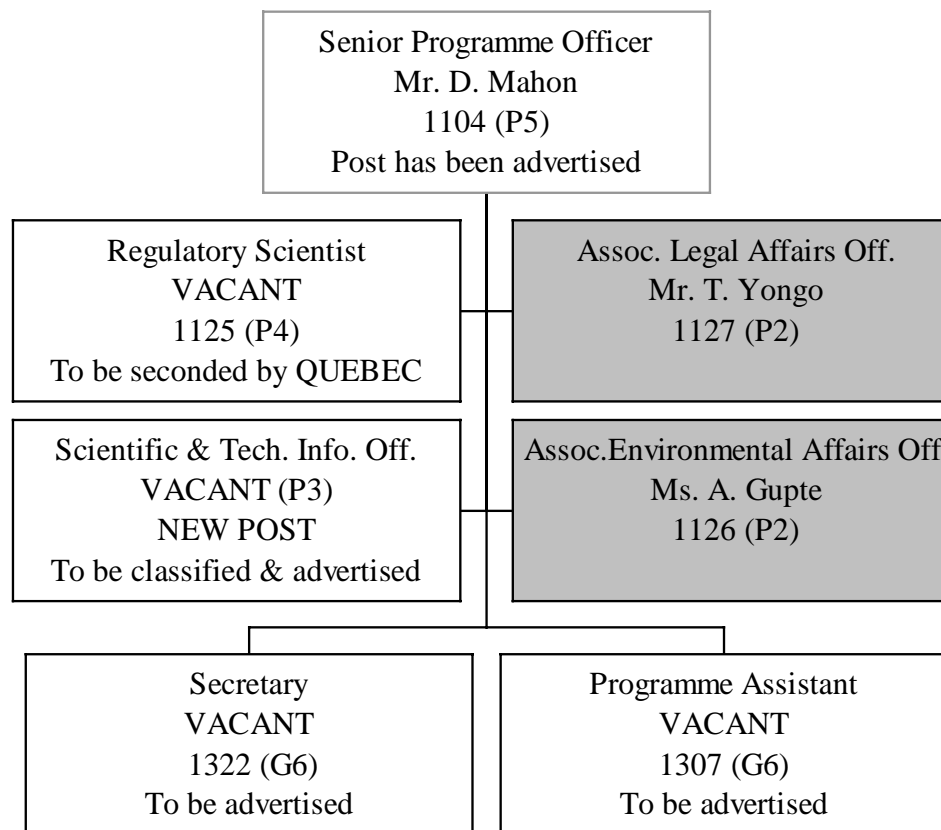 Senior Programme Officer
Mr. D. Mahon
1104 (P5)
Post has been advertised
Regulatory Scientist
VACANT
1125 (P4)
To be seconded by QUEBEC
Assoc. Legal Affairs Off.
Mr. T. Yongo
1127 (P2)
Scientific & Tech. Info. Off.
VACANT (P3)
NEW POST
To be classified & advertised
Assoc.Environmental Affairs Off
Ms. A. Gupte
1126 (P2)
Secretary
VACANT
1322 (G6)
To be advertised
Programme Assistant
VACANT
1307 (G6)
To be advertised